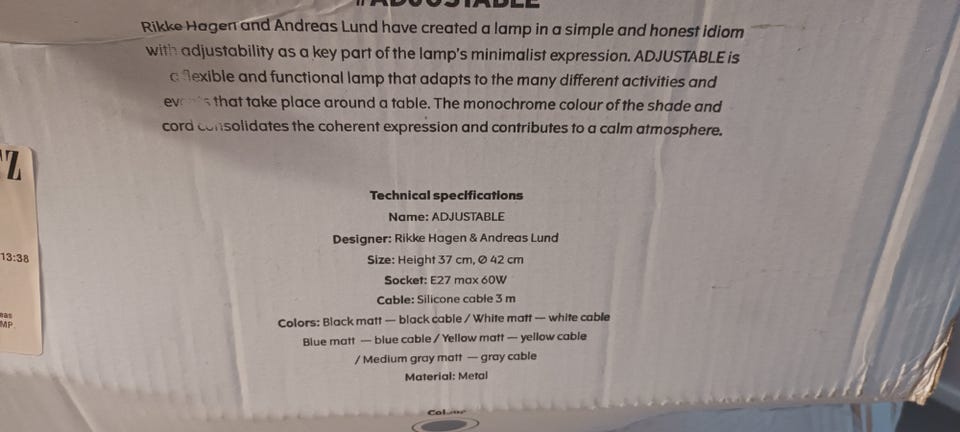 #ADJUSTABLE
Rikke Hagen and Andreas Lund have created a lamp in a simple and honest idiom
with adjustability as a key part of the lamp's minimalist expression. ADJUSTABLE is
a flexible and functional lamp that adapts to the many different activities and
events that take place around a table. The monochrome colour of the shade and
cord consolidates the coherent expression and contributes to a calm atmosphere.
Z
13:38
eas
MP.
Technical specifications
Name: ADJUSTABLE
Designer: Rikke Hagen & Andreas Lund
Size: Height 37 cm, Ø 42 cm
Socket: E27 max 60W
Cable: Silicone cable 3 m
Colors: Black matt — black cable / White matt — white cable
Blue matt — blue cable / Yellow matt — yellow cable
/ Medium gray matt — gray cable
Material: Metal
Colour